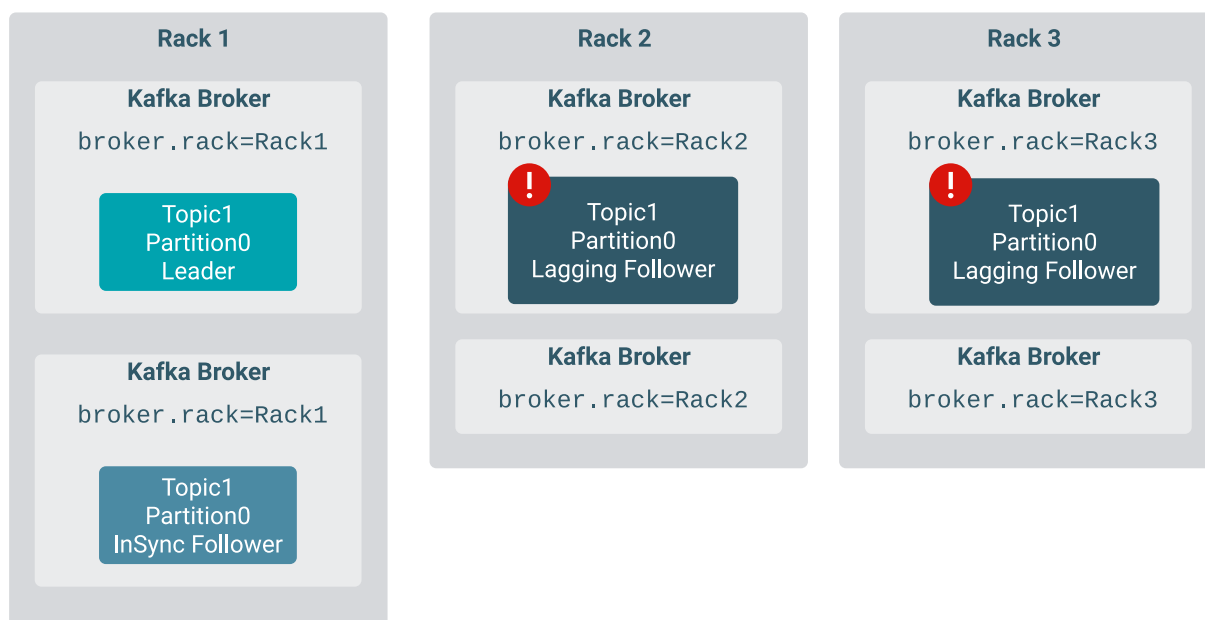 Rack 1
Kafka Broker
broker.rack=Rack1
Topic1
Partition0
Leader
Kafka Broker
broker.rack=Rack1
Topic1
Partition0
InSync Follower
Rack 2
Kafka Broker
broker.rack=Rack2
!
Topic1
Partition0
Lagging Follower
Kafka Broker
broker.rack=Rack2
Rack 3
Kafka Broker
broker.rack=Rack3
!
Topic1
Partition0
Lagging Follower
Kafka Broker
broker.rack=Rack3